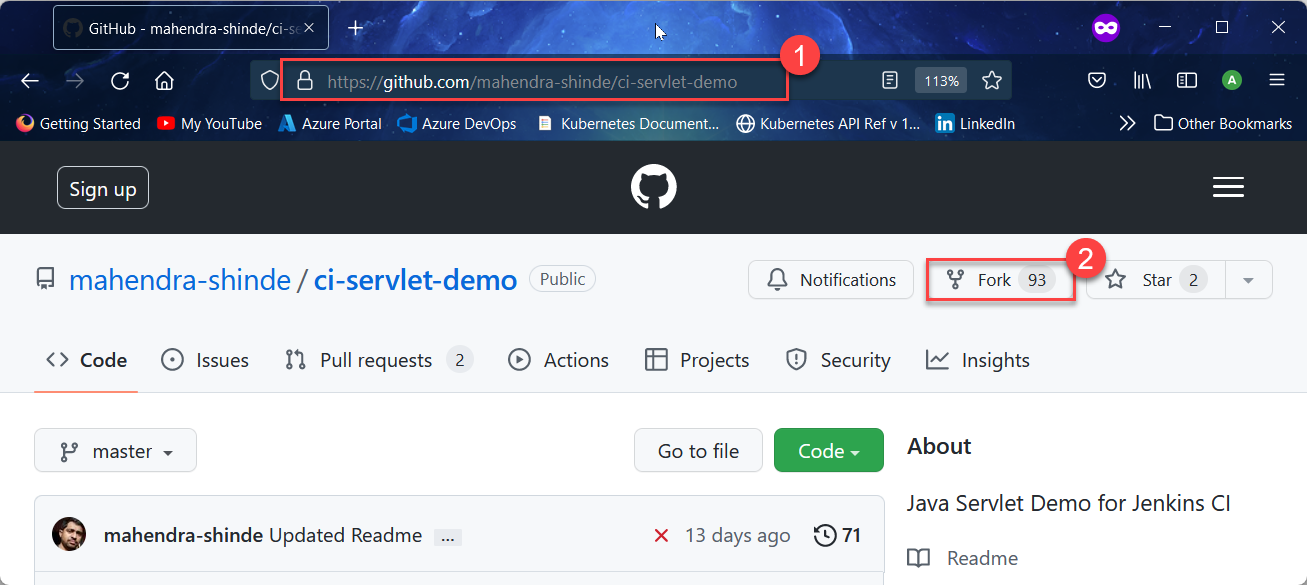 GitHub - mahendra-shinde/ci-se
1
https://github.com/mahendra-shinde/ci-servlet-demo 113% A
Getting Started My YouTube Azure Portal Azure DevOps Kubernetes Document... Kubernetes API Ref v 1... LinkedIn Other Bookmarks
Sign up
2
mahendra-shinde / ci-servlet-demo Public Notifications Fork 93 Star 2
Code Issues Pull requests 2 Actions Projects Security Insights
master Go to file Code About
Java Servlet Demo for Jenkins CI
mahendra-shinde Updated Readme ... 13 days ago 71
Readme